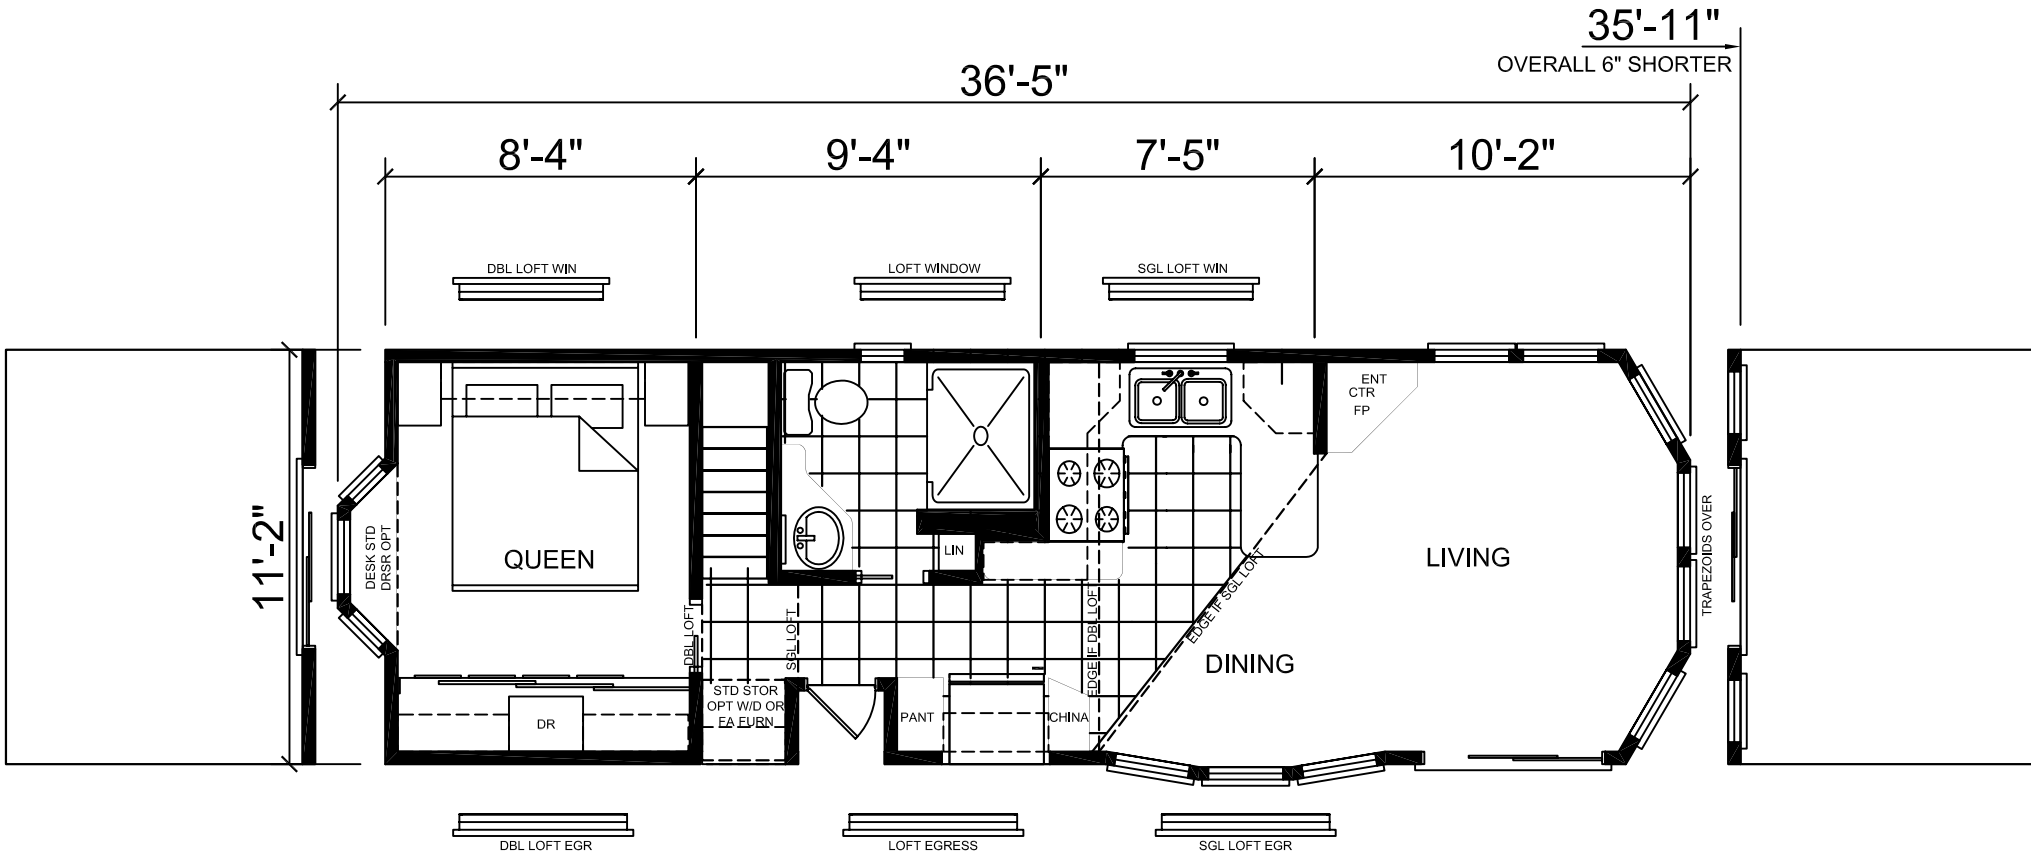 35'-11"
OVERALL 6" SHORTER
36'-5"
8'-4"
9'-4"
7'-5"
10'-2"
DBL LOFT WIN
LOFT WINDOW
SGL LOFT WIN
ENT
CTR
FP
11'-2"
DESK STD
DRSR OPT
QUEEN
LIN
LIVING
TRAPEZOIDS OVER
DBL LOFT
SGL LOFT
EDGE IF DBL LOFT
EDGE IF SGL LOFT
DINING
STD STOR
OPT W/D OR
FA FURN
DR
PANT
CHINA
DBL LOFT EGR
LOFT EGRESS
SGL LOFT EGR